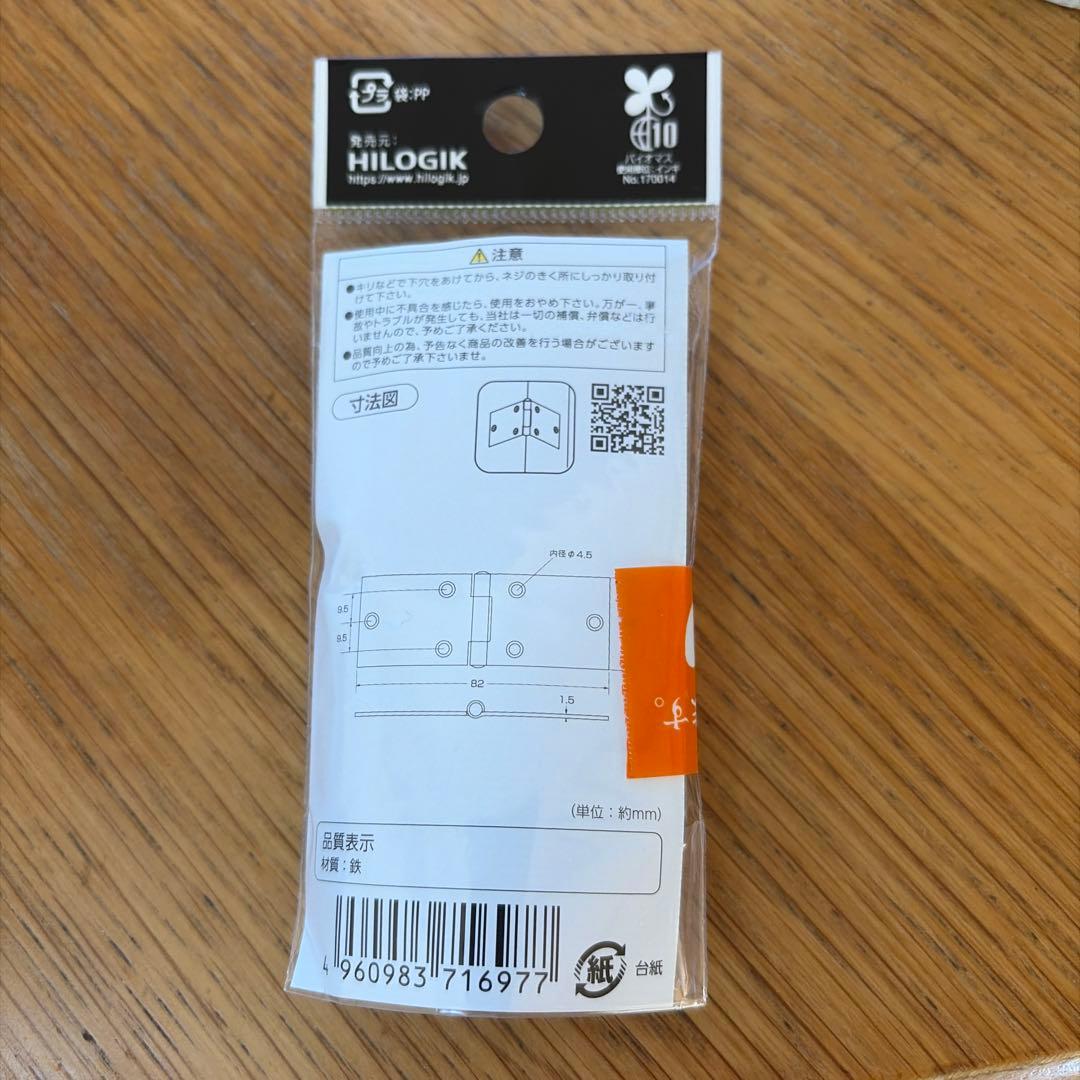 プラ 袋:PP
発売元:
HILOGIK
https://www.hilogik.jp
10
バイオマス
使用部位:インキ
No.170014
⚠注意
●キリなどで下穴をあけてから、ネジのきく所にしっかり取り付
けて下さい。
●使用中に不具合を感じたら、使用をおやめ下さい。万が一、事
故やトラブルが発生しても、当社は一切の補償、弁償などは行
いませんので、予めご了承ください。
●品質向上の為、予告なく商品の改善を行う場合がございます
ので予めご了承下さいませ。
寸法図
内径φ4.5
9.5
9.5
82
1.5
ます。
(単位:約mm)
品質表示
材質:鉄
4 960983 716977
紙 台紙